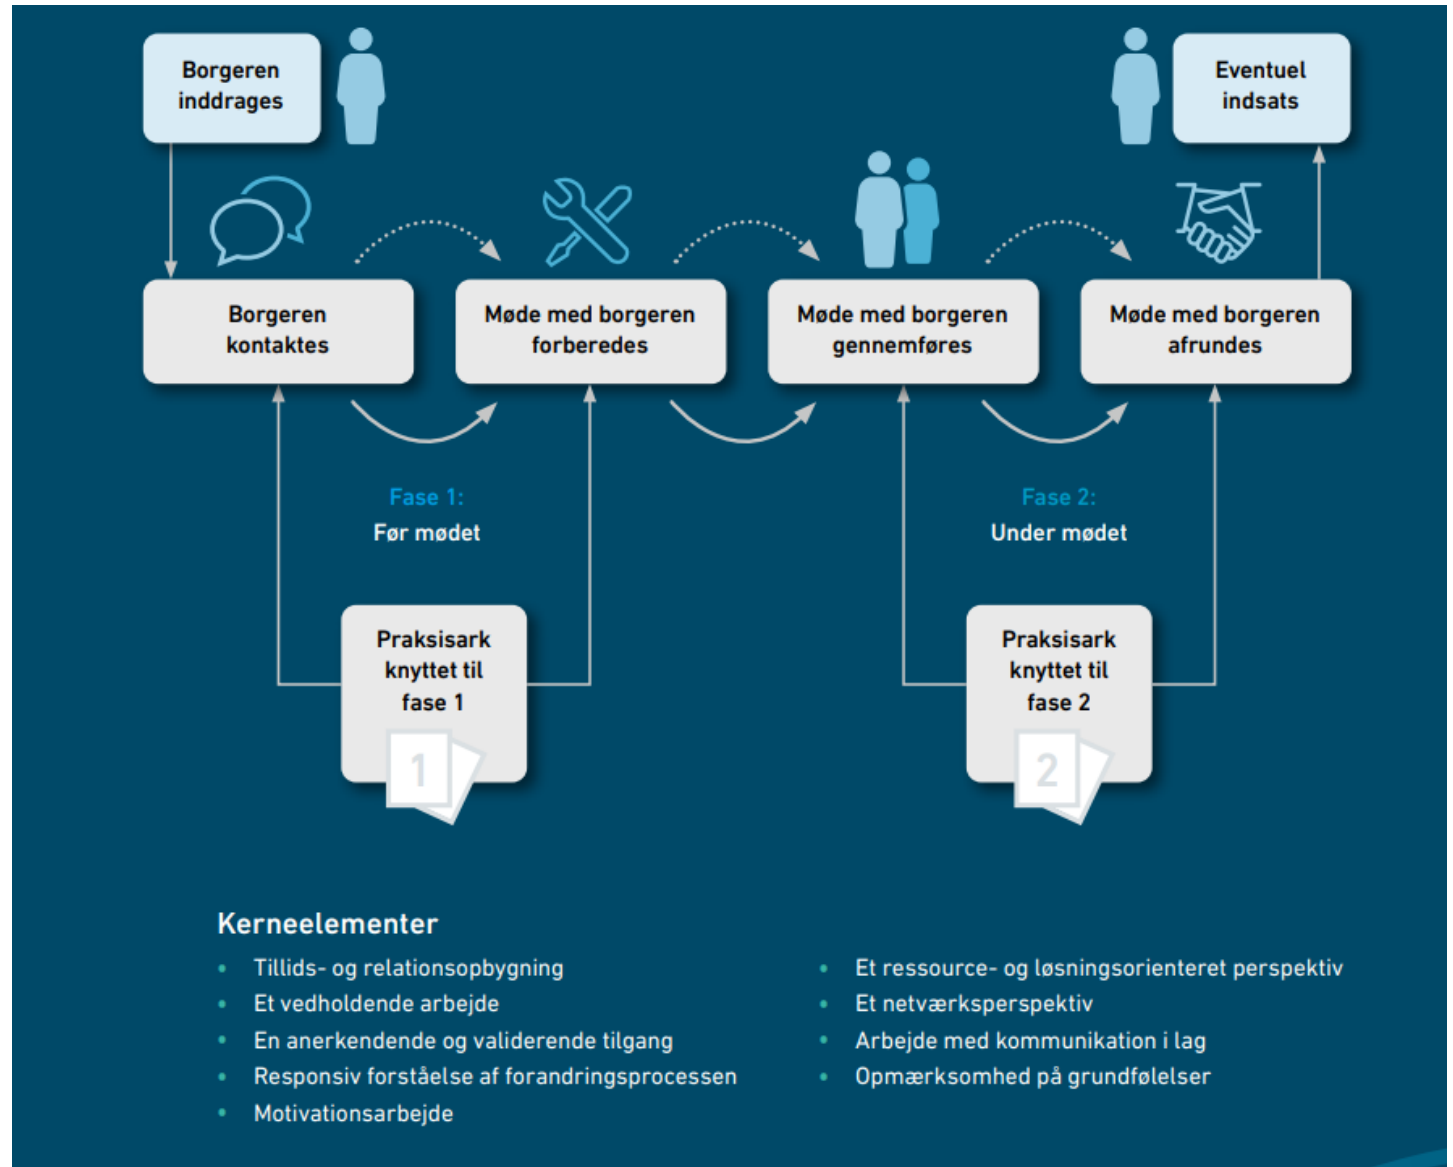 Borgeren
inddrages
Eventuel
indsats
Borgeren
kontaktes
Møde med borgeren
forberedes
Møde med borgeren
gennemføres
Møde med borgeren
afrundes
Fase 1:
Før mødet
Fase 2:
Under mødet
Praksisark
knyttet til
fase 1
1
Praksisark
knyttet til
fase 2
2
Kerneelementer
• Tillids- og relationsopbygning
• Et vedholdende arbejde
• En anerkendende og validerende tilgang
• Responsiv forståelse af forandringsprocessen
• Motivationsarbejde
• Et ressource- og løsningsorienteret perspektiv
• Et netværksperspektiv
• Arbejde med kommunikation i lag
• Opmærksomhed på grundfølelser